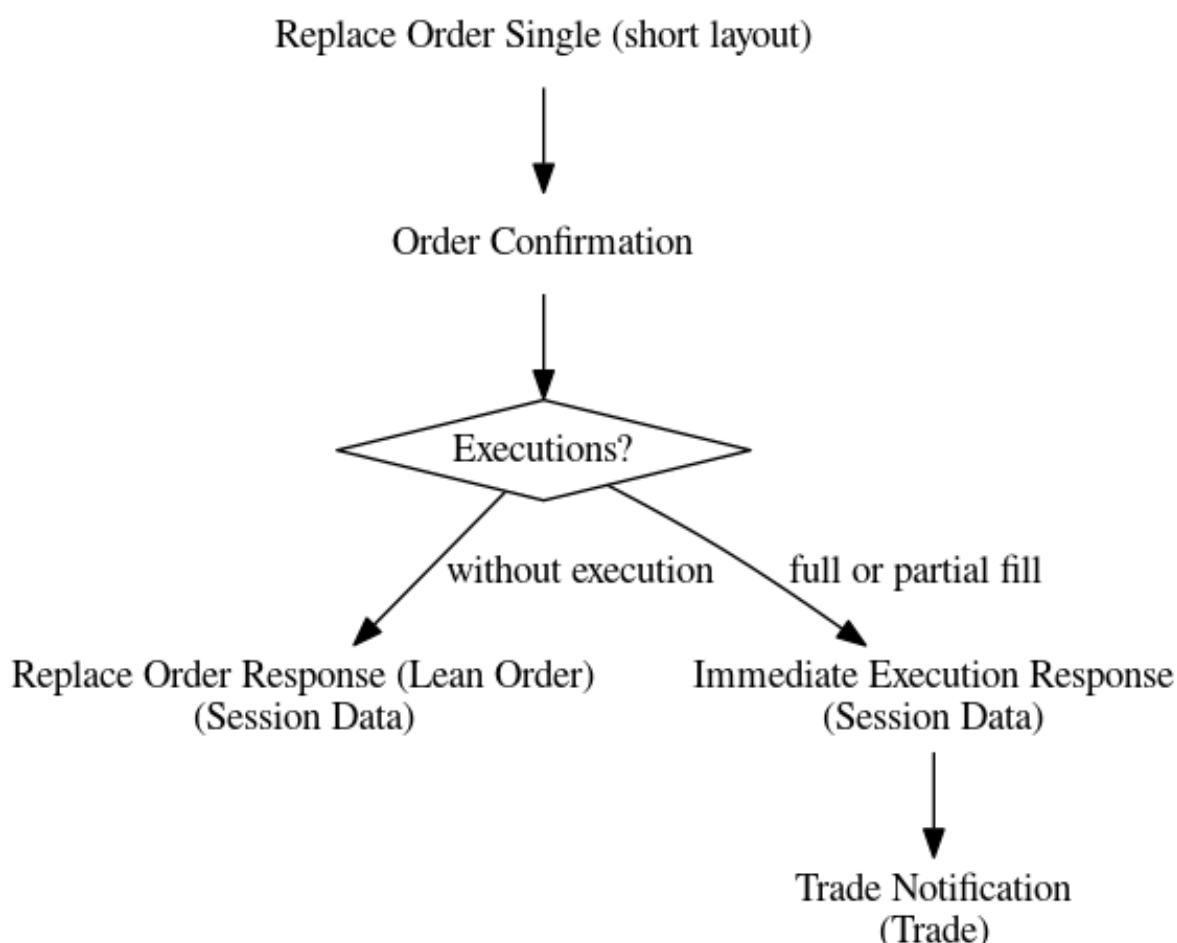 Replace Order Single (short layout)
Order Confirmation
Executions?
without execution
full or partial fill
Replace Order Response (Lean Order)
(Session Data)
Immediate Execution Response
(Session Data)
Trade Notification
(Trade)